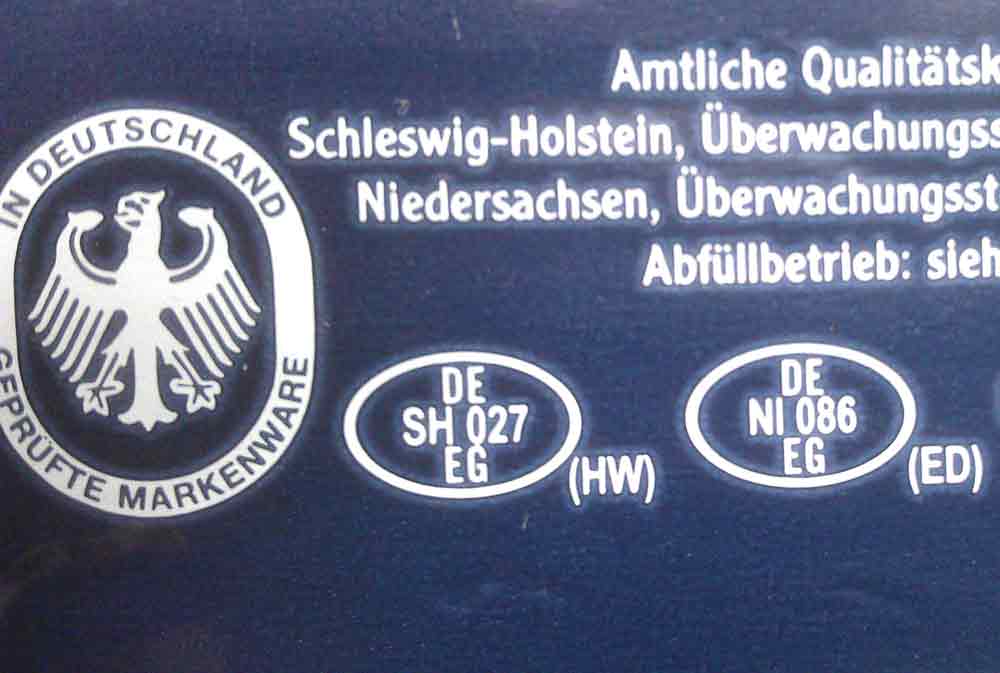 IN DEUTSCHLAND
GEPRÜFTE MARKENWARE
Amtliche Qualitätsk
Schleswig-Holstein, Überwachungss
Niedersachsen, Überwachungsst
Abfüllbetrieb: sieh
DE
SH 027
EG
(HW)
DE
NI 086
EG
(ED)